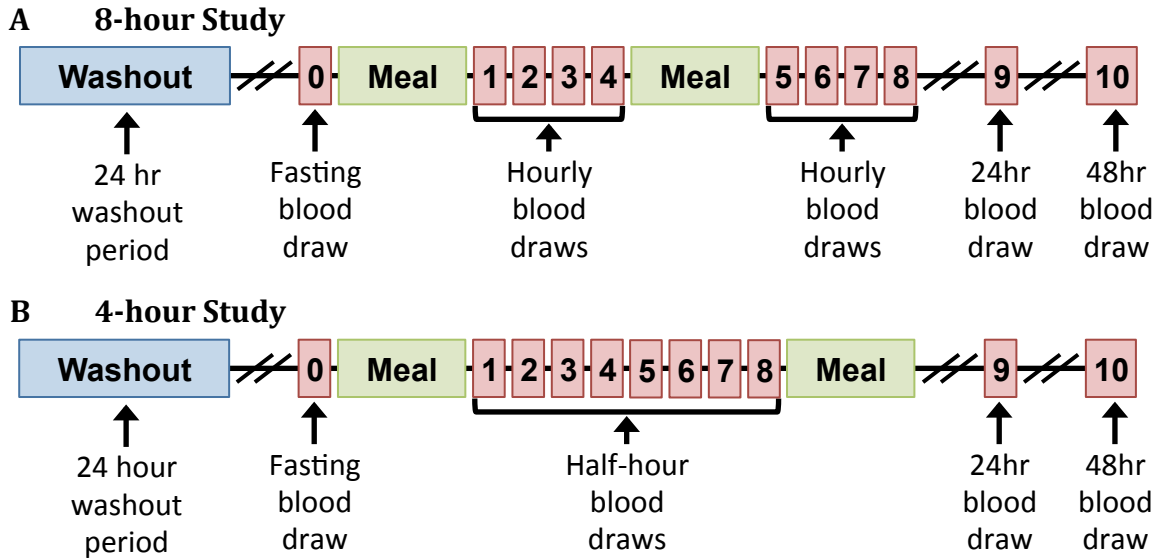 A 8-hour Study
Washout 0 Meal 1 2 3 4 Meal 5 6 7 8 9 10
24 hr
washout
period
Fasting
blood
draw
Hourly
blood
draws
Hourly
blood
draws
24hr
blood
draw
48hr
blood
draw
B 4-hour Study
Washout 0 Meal 1 2 3 4 5 6 7 8 Meal 9 10
24 hour
washout
period
Fasting
blood
draw
Half-hour
blood
draws
24hr
blood
draw
48hr
blood
draw